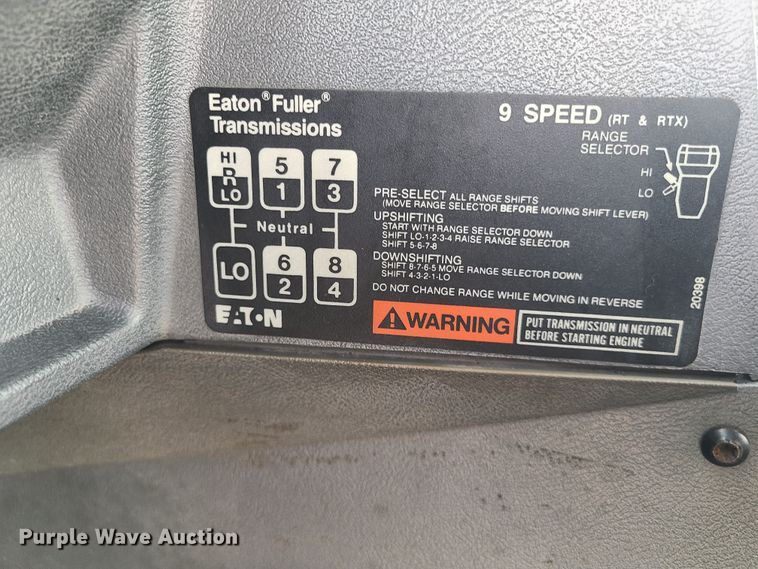 Eaton® Fuller®
Transmissions
9 SPEED (RT & RTX)
RANGE
SELECTOR
HI
LO
HI
R
LO
5
1
7
3
Neutral
LO
6
2
8
4
PRE-SELECT ALL RANGE SHIFTS
(MOVE RANGE SELECTOR BEFORE MOVING SHIFT LEVER)
UPSHIFTING
START WITH RANGE SELECTOR DOWN
SHIFT LO-1-2-3-4 RAISE RANGE SELECTOR
SHIFT 5-6-7-8
DOWNSHIFTING
SHIFT 8-7-6-5 MOVE RANGE SELECTOR DOWN
SHIFT 4-3-2-1-LO
DO NOT CHANGE RANGE WHILE MOVING IN REVERSE
20398
EATON
WARNING
PUT TRANSMISSION IN NEUTRAL
BEFORE STARTING ENGINE
Purple Wave Auction